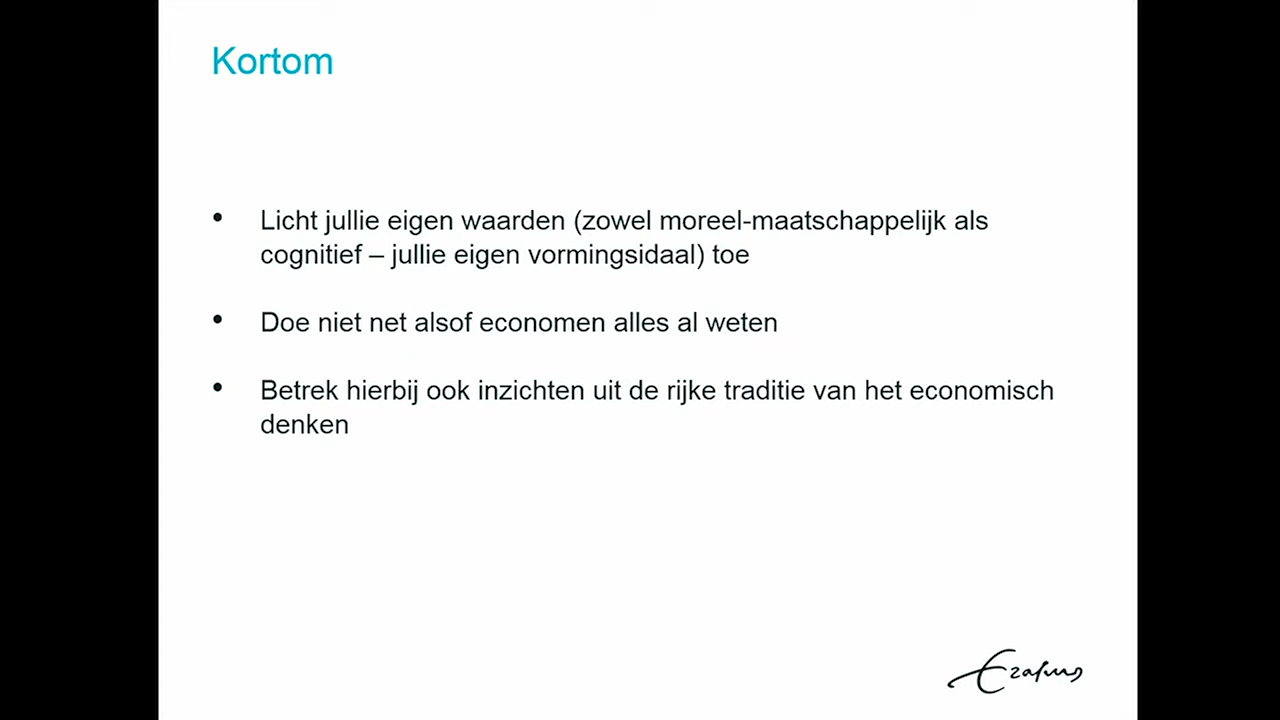 Kortom
• Licht jullie eigen waarden (zowel moreel-maatschappelijk als
cognitief – jullie eigen vormingsidaal) toe
• Doe niet net alsof economen alles al weten
• Betrek hierbij ook inzichten uit de rijke traditie van het economisch
denken
Erasmus